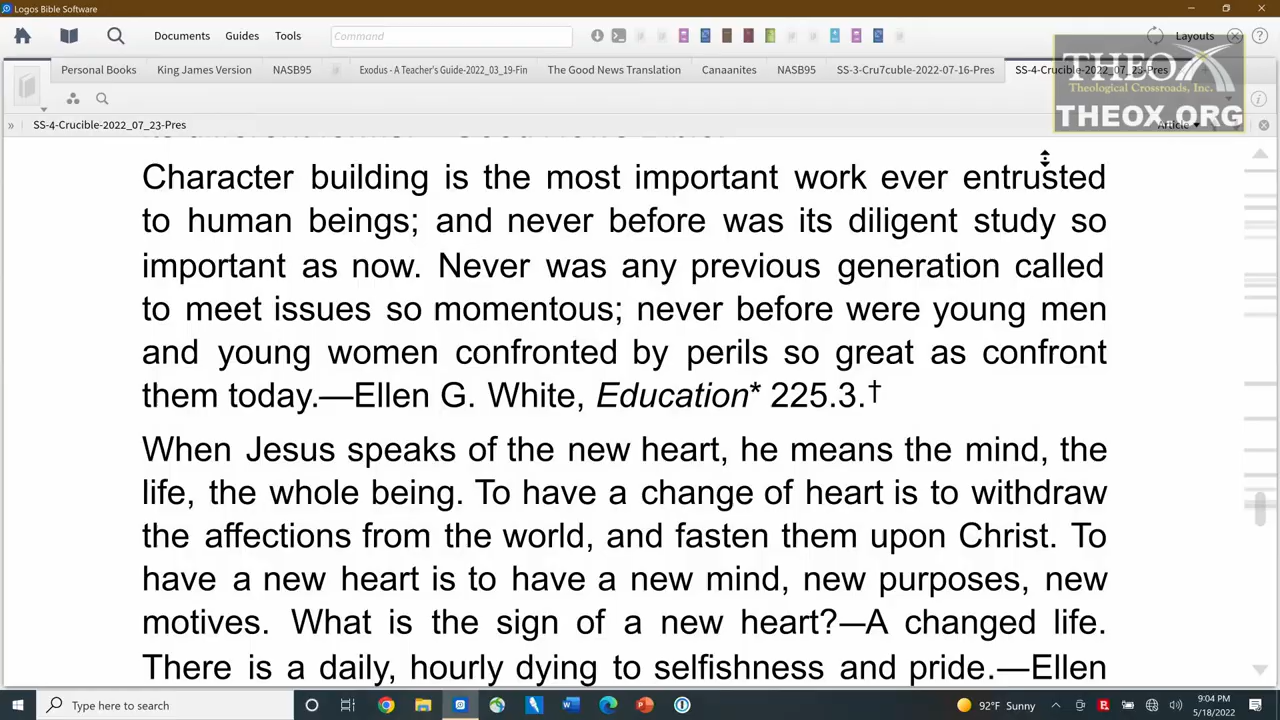 Logos Bible Software
Documents Guides Tools Command Layouts
Personal Books King James Version NASB95 2022_03_19-Fin The Good News Translation Canaanites NASB95 SS-3-Cru7cuble-2022-07-16-Pres SS-4-Crucible-2022_07_23-Pres
THEOX
Theological Crossroads, Inc.
THEOX.ORG
SS-4-Crucible-2022_07_23-Pres Article
Character building is the most important work ever entrusted
to human beings; and never before was its diligent study so
important as now. Never was any previous generation called
to meet issues so momentous; never before were young men
and young women confronted by perils so great as confront
them today.—Ellen G. White, Education* 225.3.†
When Jesus speaks of the new heart, he means the mind, the
life, the whole being. To have a change of heart is to withdraw
the affections from the world, and fasten them upon Christ. To
have a new heart is to have a new mind, new purposes, new
motives. What is the sign of a new heart?—A changed life.
There is a daily, hourly dying to selfishness and pride.—Ellen
Type here to search 92°F Sunny 9:04 PM
5/18/2022